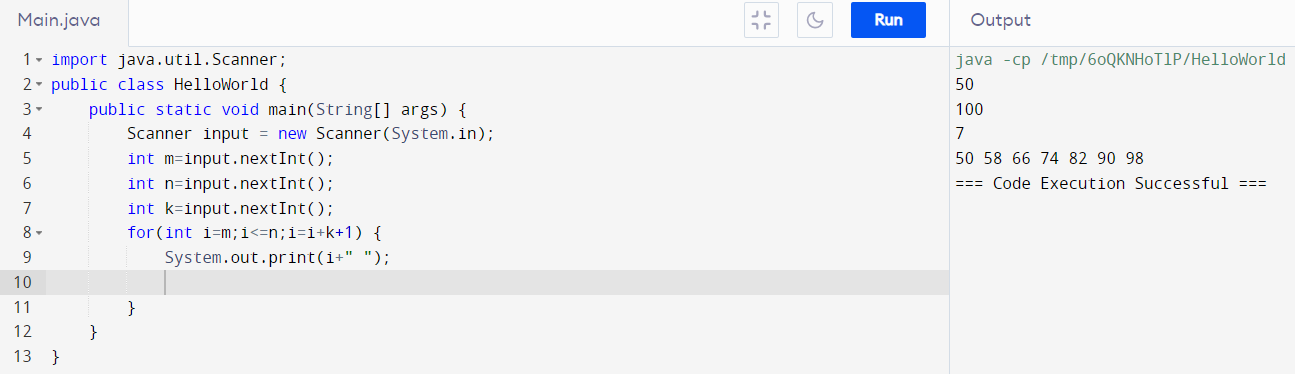 Main.java
Run
Output
1 import java.util.Scanner;
2 public class HelloWorld {
3     public static void main(String[] args) {
4         Scanner input = new Scanner(System.in);
5         int m=input.nextInt();
6         int n=input.nextInt();
7         int k=input.nextInt();
8         for(int i=m;i<=n;i=i+k+1) {
9             System.out.print(i+" ");
10
11         }
12     }
13 }
java -cp /tmp/6oQKNHoTlP/HelloWorld
50
100
7
50 58 66 74 82 90 98
=== Code Execution Successful ===